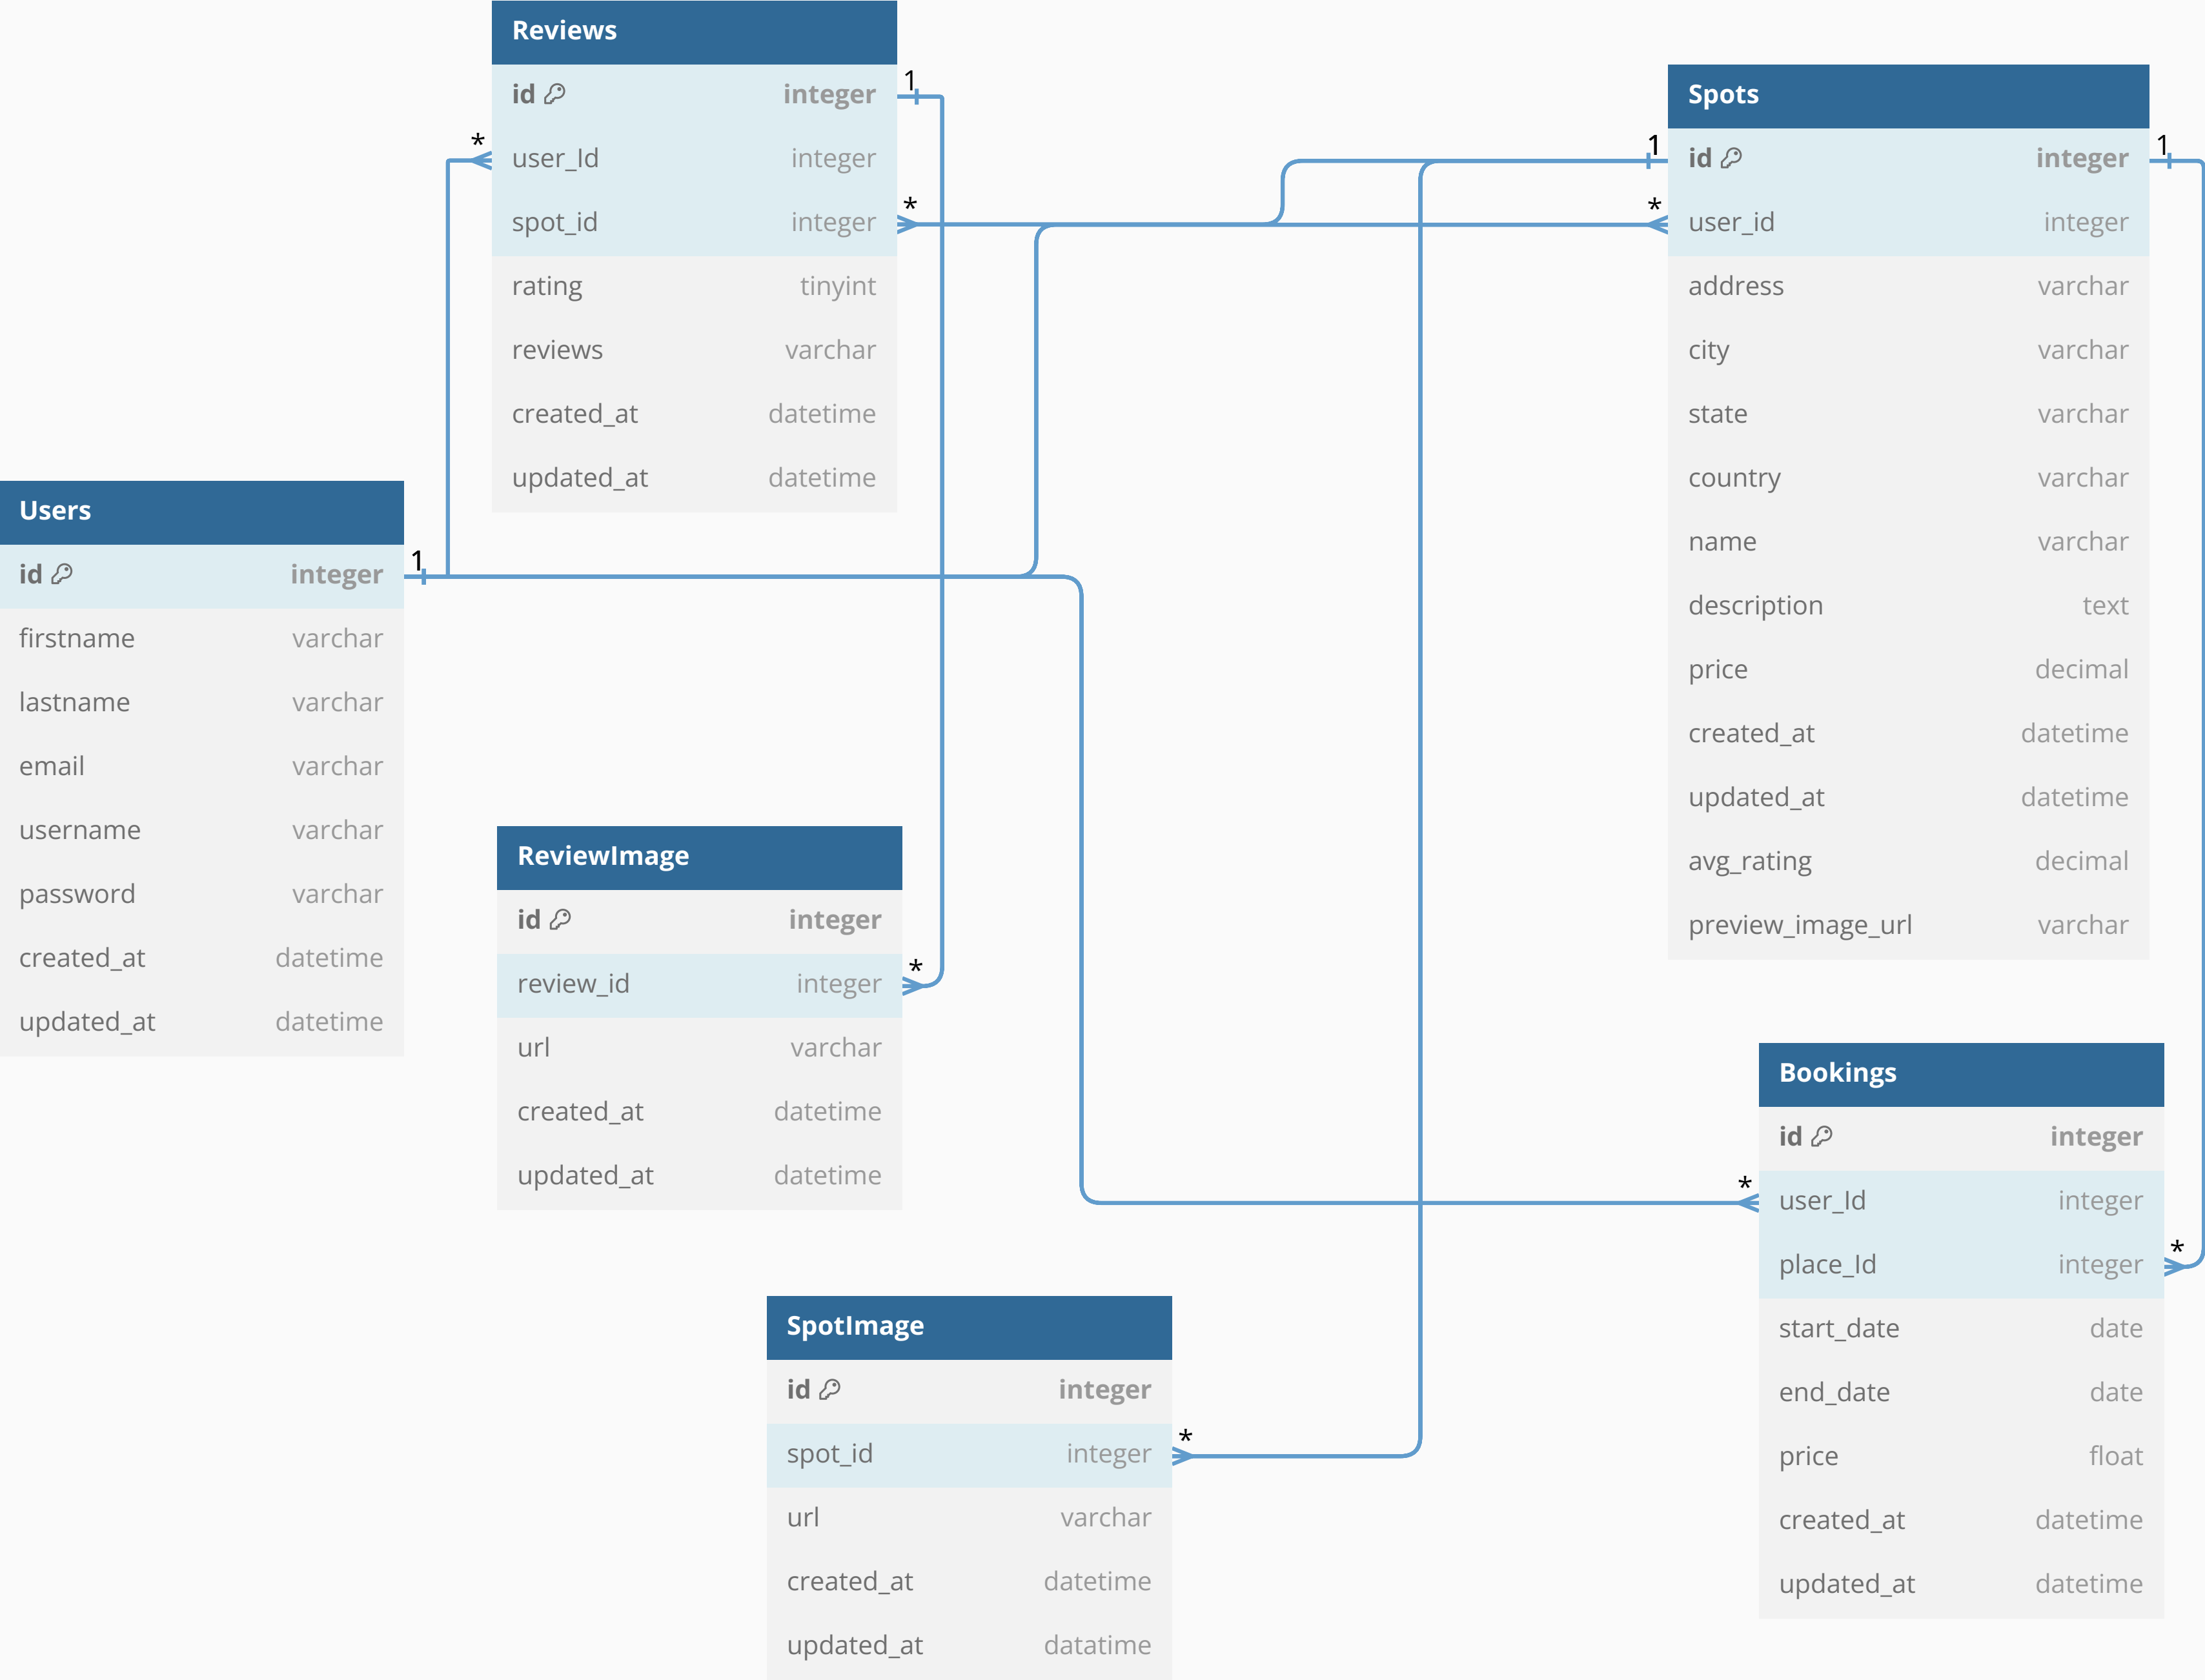 Reviews
id integer
user_Id integer
spot_id integer
rating tinyint
reviews varchar
created_at datetime
updated_at datetime
1
*
*
Spots
id integer
user_id integer
address varchar
city varchar
state varchar
country varchar
name varchar
description text
price decimal
created_at datetime
updated_at datetime
avg_rating decimal
preview_image_url varchar
1
*
1
Users
id integer
firstname varchar
lastname varchar
email varchar
username varchar
password varchar
created_at datetime
updated_at datetime
1
ReviewImage
id integer
review_id integer
url varchar
created_at datetime
updated_at datetime
*
Bookings
id integer
user_Id integer
place_Id integer
start_date date
end_date date
price float
created_at datetime
updated_at datetime
*
*
SpotImage
id integer
spot_id integer
url varchar
created_at datetime
updated_at datatime
*